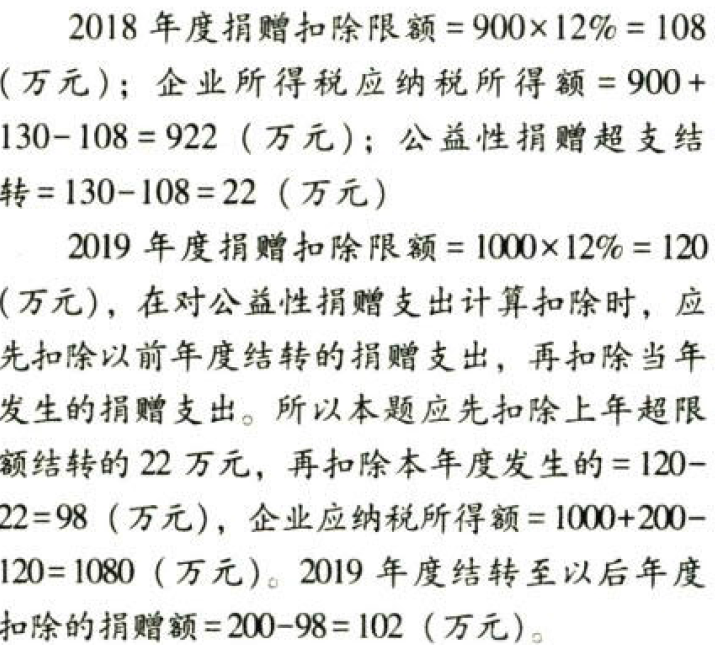 2018 年度捐赠扣除限额=900×12%=108
(万元);企业所得税应纳税所得额=900+
130-108=922(万元);公益性捐赠超支结
转=130-108=22(万元)
2019 年度捐赠扣除限额=1000×12%=120
(万元),在对公益性捐赠支出计算扣除时,应
先扣除以前年度结转的捐赠支出,再扣除当年
发生的捐赠支出。所以本题应先扣除上年超限
额结转的 22 万元,再扣除本年度发生的=120-
22=98(万元),企业应纳税所得额=1000+200-
120=1080(万元)。2019 年度结转至以后年度
扣除的捐赠额=200-98=102(万元)。